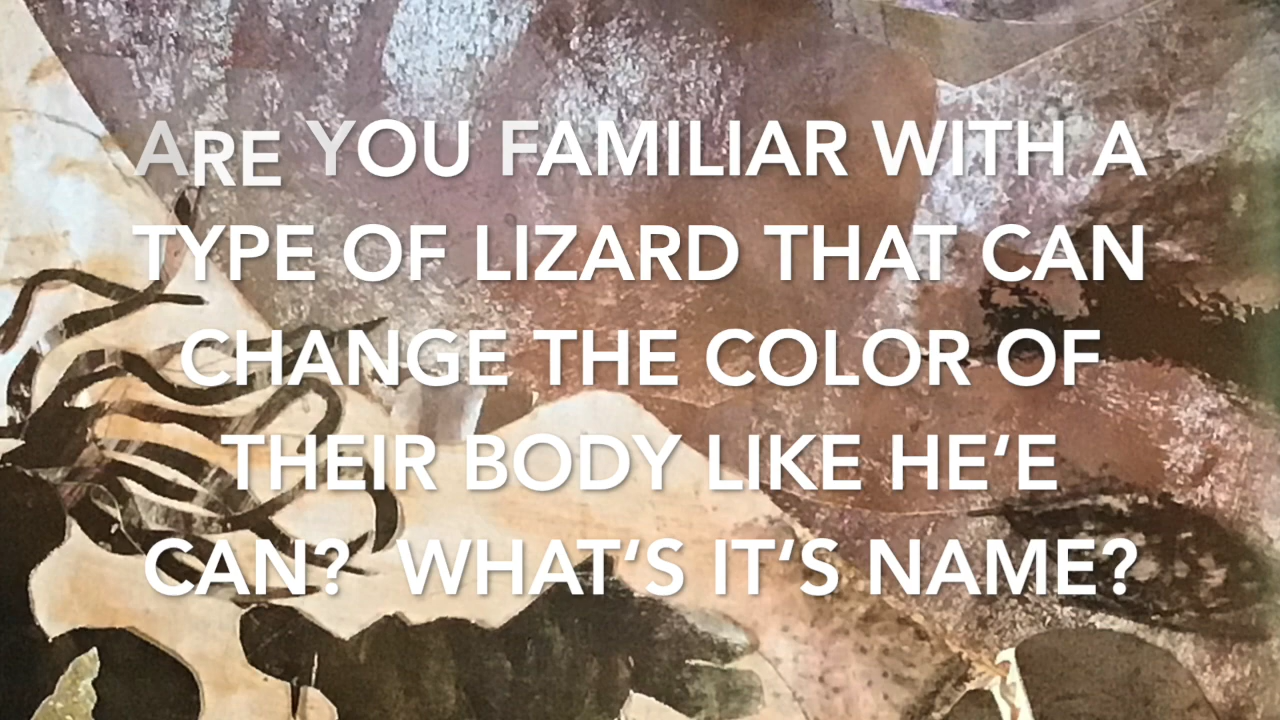 ARE YOU FAMILIAR WITH A
TYPE OF LIZARD THAT CAN
CHANGE THE COLOR OF
THEIR BODY LIKE HE‘E
CAN?  WHAT‘S IT‘S NAME?